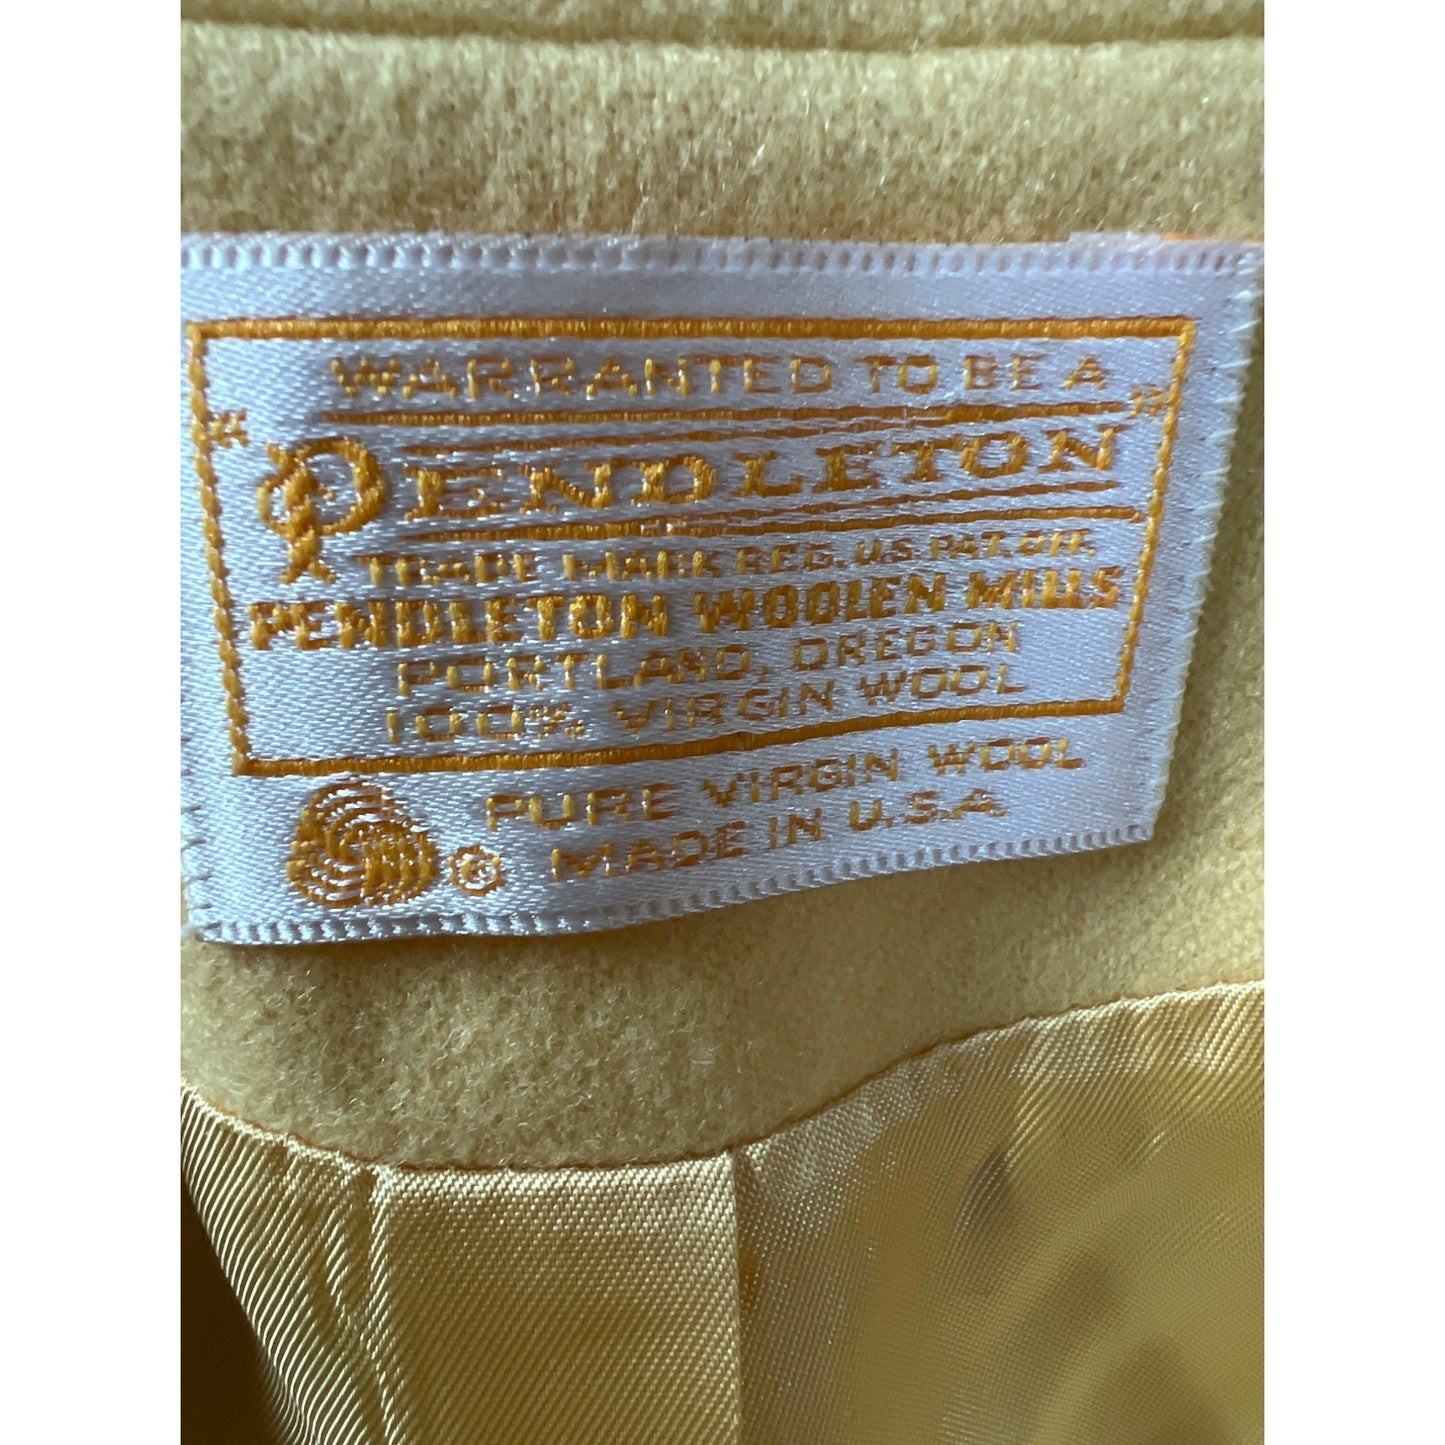 WARRANTED TO BE A
PENDLETON
TRADE MARK REG. U.S. PAT. OFF.
PENDLETON WOOLEN MILLS
PORTLAND, OREGON
100% VIRGIN WOOL
PURE VIRGIN WOOL
® MADE IN U.S.A.